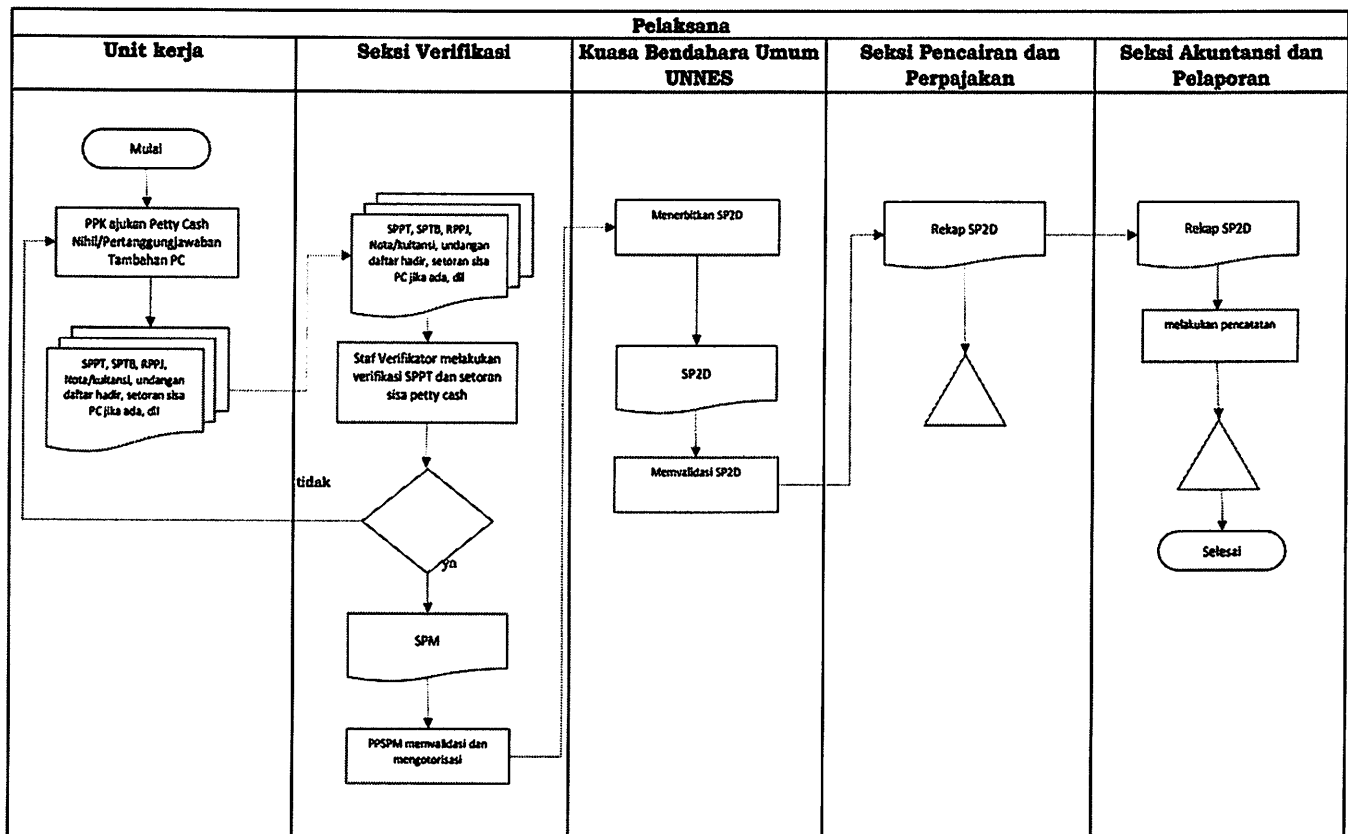 Pelaksana
Unit kerja
Seksi Verifikasi
Kuasa Bendahara Umum
UNNES
Seksi Pencairan dan
Perpajakan
Seksi Akuntansi dan
Pelaporan
Mulai
PPK ajukan Petty Cash
Nihil/Pertanggungjawaban
Tambahan PC
SPPT, SPTB, RPPJ,
Nota/kuitansi, undangan
daftar hadir, setoran sisa
PC jika ada, dll
SPPT, SPTB, RPPJ,
Nota/kuitansi, undangan
daftar hadir, setoran sisa
PC jika ada, dll
Staf Verifikator melakukan
verifikasi SPPT dan setoran
sisa petty cash
tidak
ya
SPM
PPSPM memvalidasi dan
mengotorisasi
Menerbitkan SP2D
SP2D
Memvalidasi SP2D
Rekap SP2D
Rekap SP2D
melakukan pencatatan
Selesai